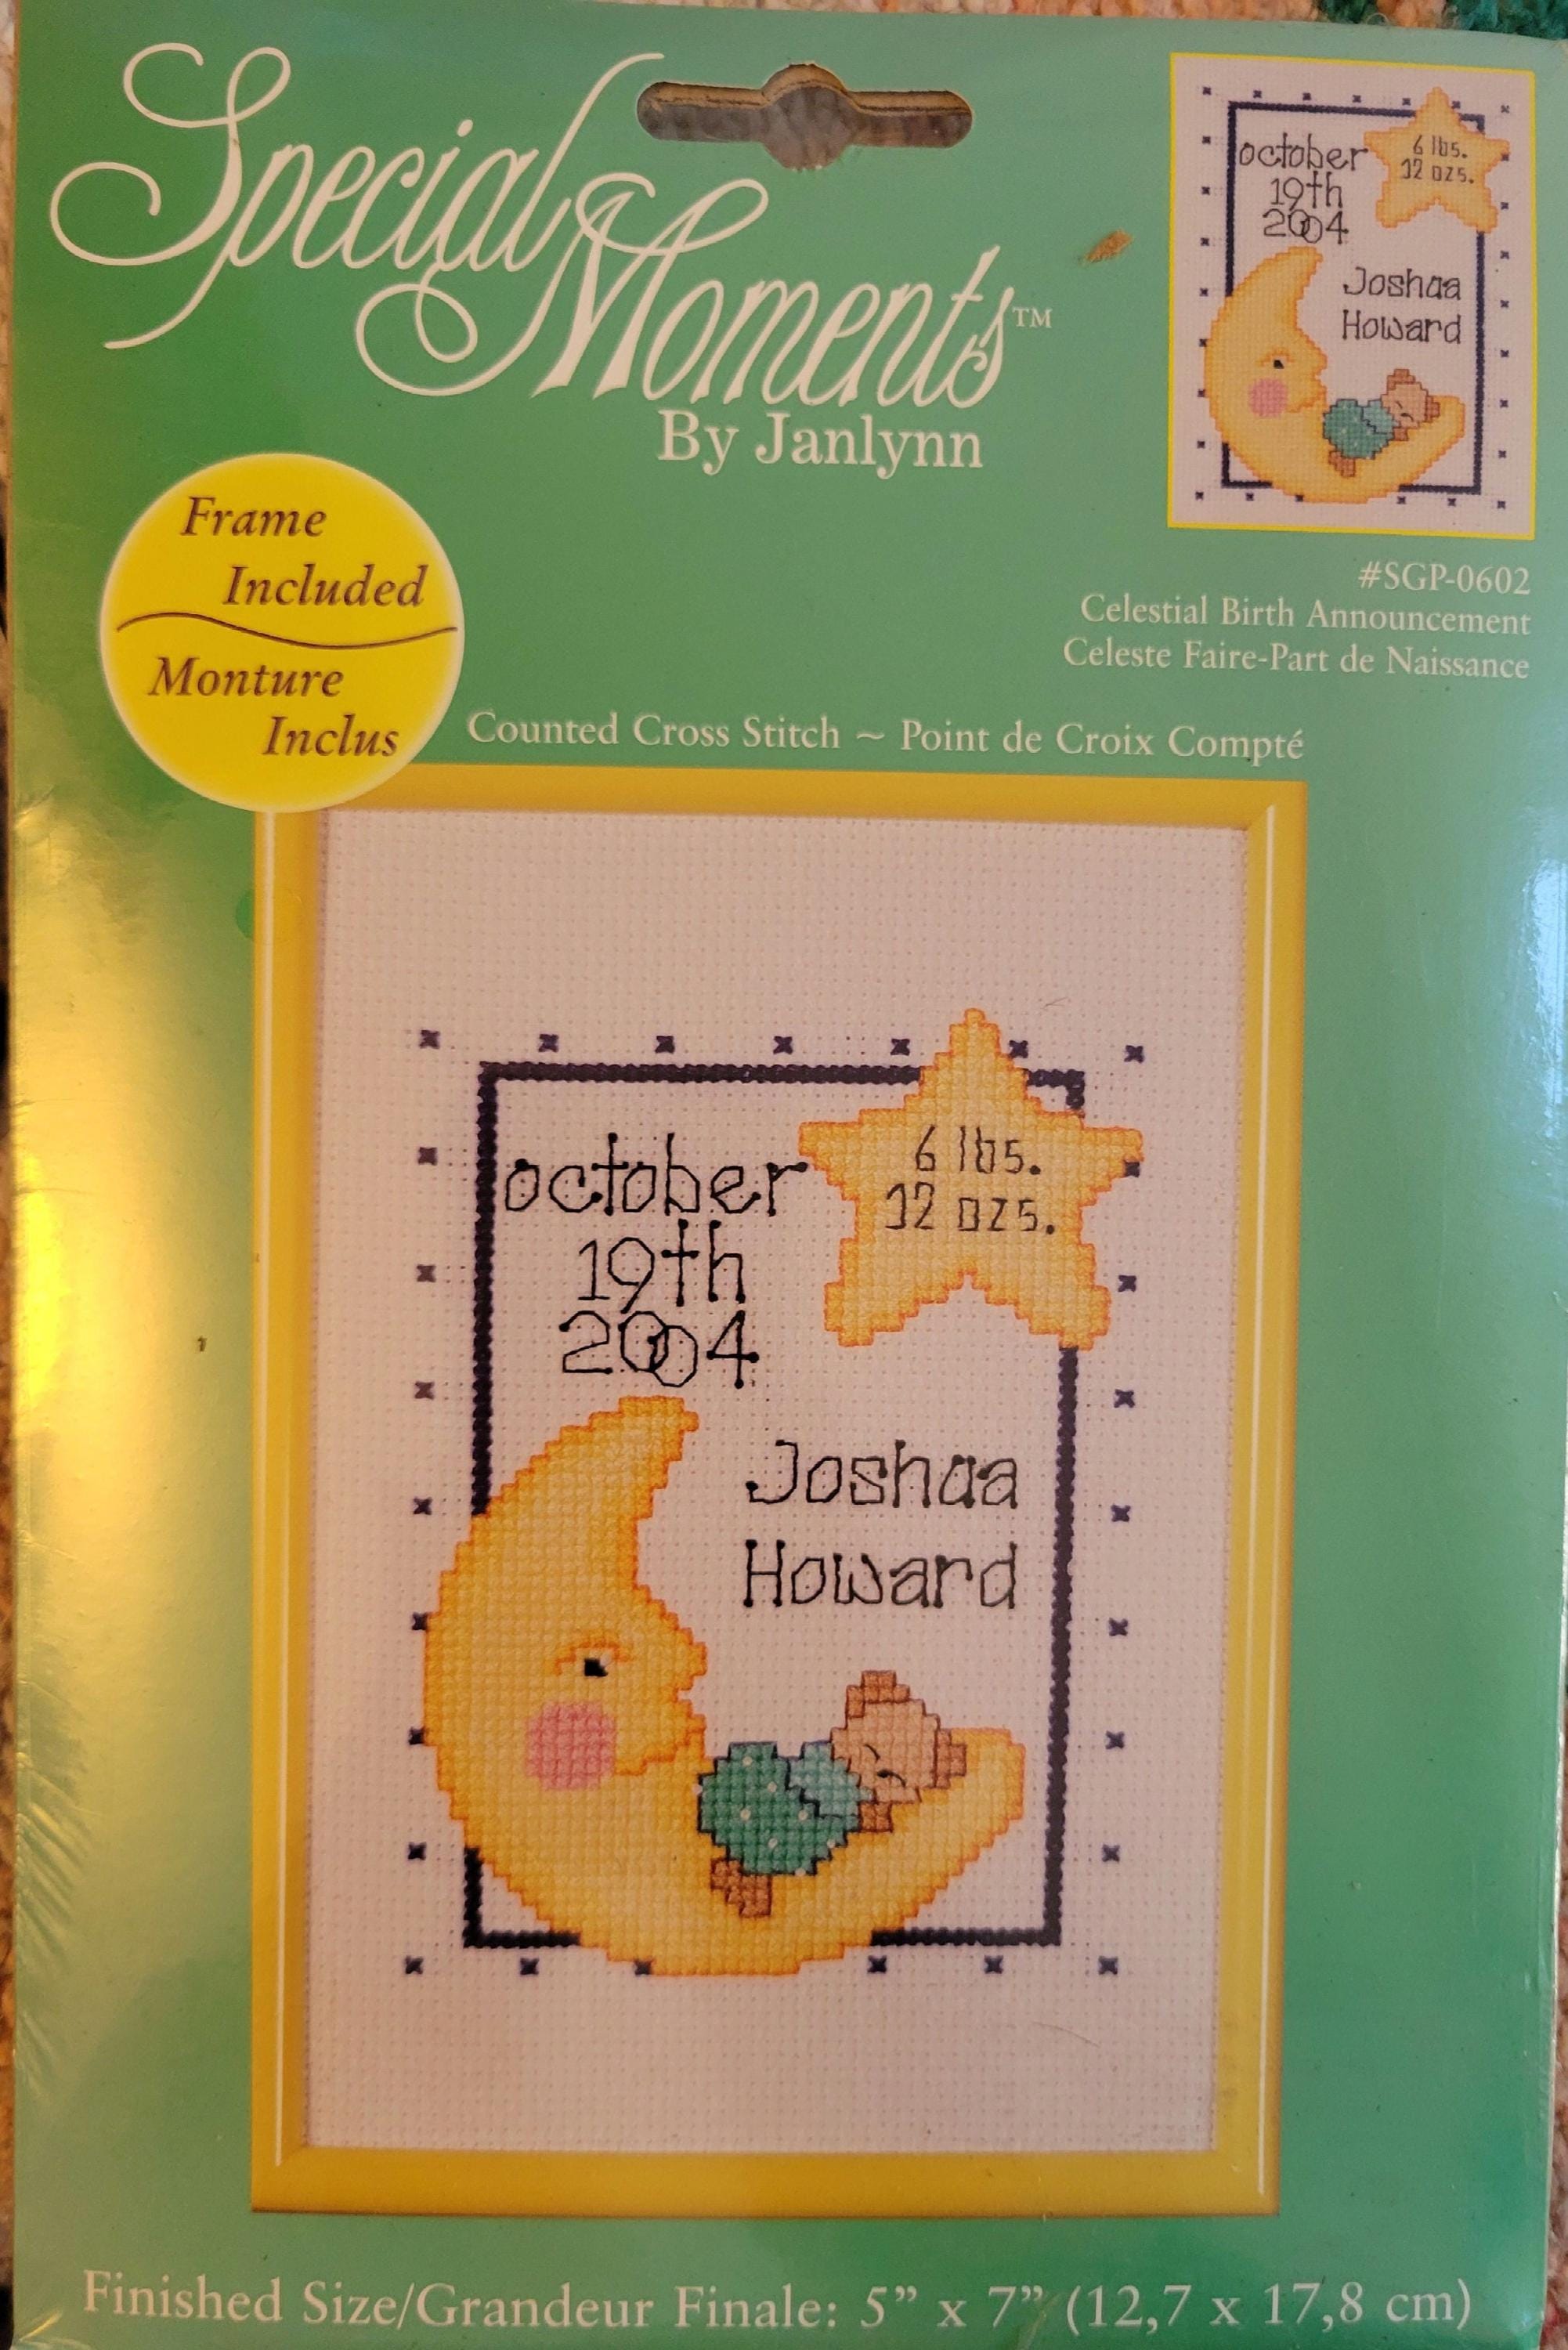 Special
Moments™
By Janlynn
october
19th
2004
6 lbs.
12 ozs.
Joshua
Howard
#SGP-0602
Celestial Birth Announcement
Celeste Faire-Part de Naissance
Frame
Included
Monture
Inclus
Counted Cross Stitch ~ Point de Croix Compté
october
19th
2004
6 lbs.
12 ozs.
Joshua
Howard
Finished Size/Grandeur Finale: 5” x 7” (12,7 x 17,8 cm)